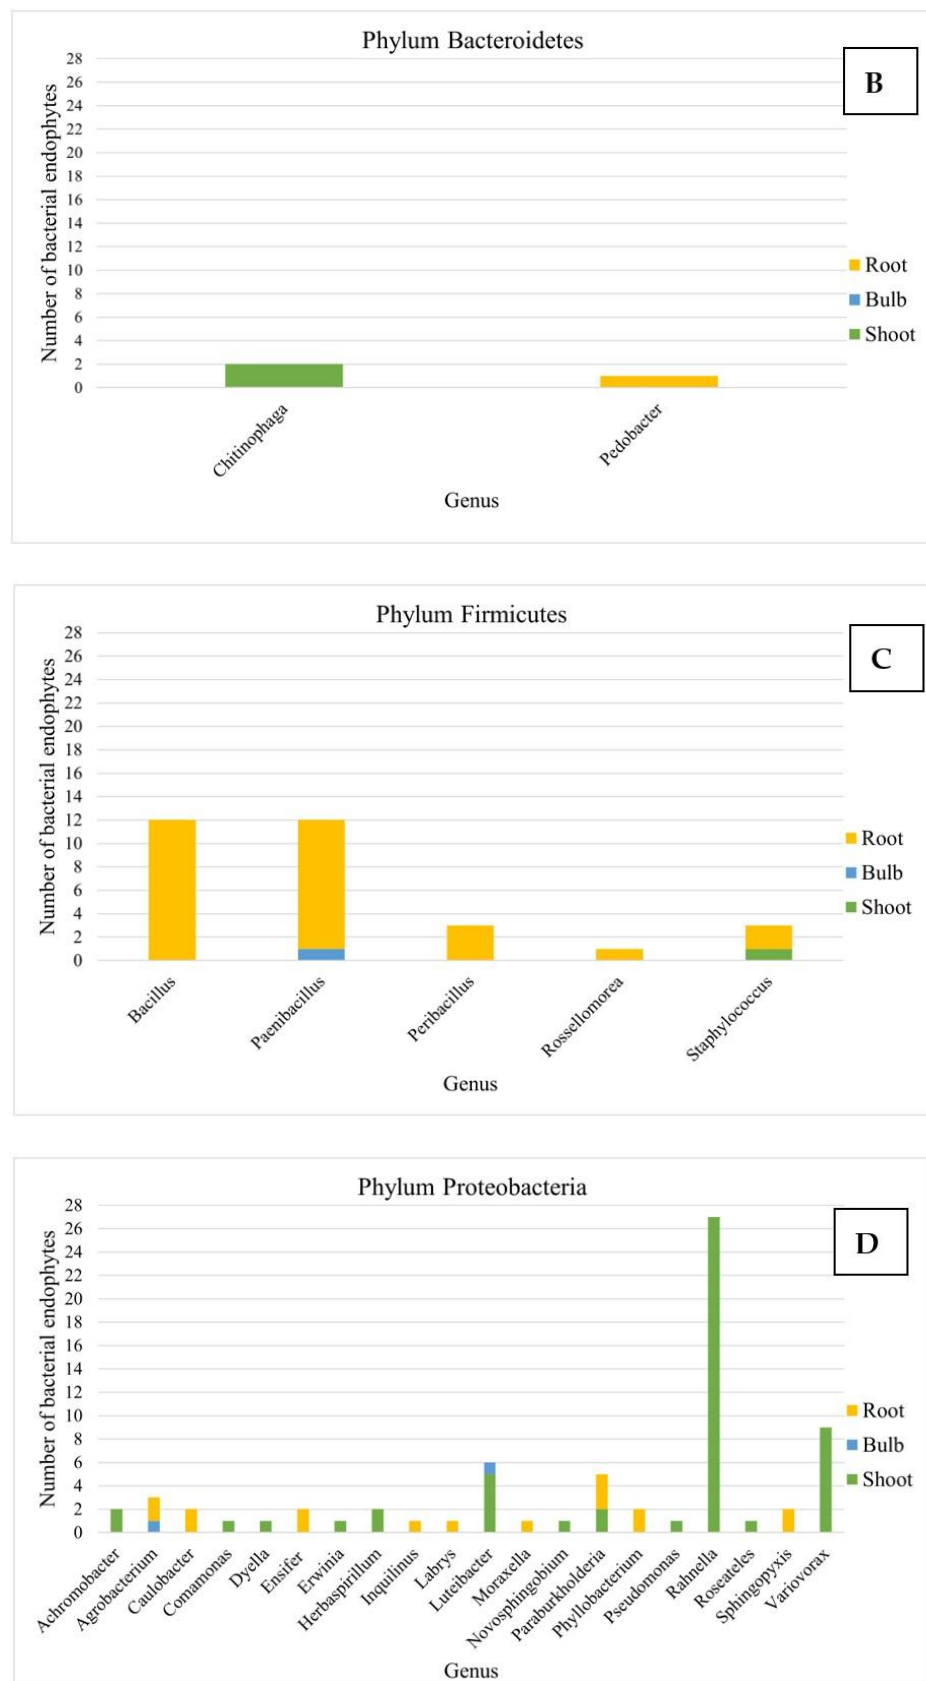 Phylum Bacteroidetes
B
Number of bacterial endophytes
28
26
24
22
20
18
16
14
12
10
8
6
4
2
0
Root
Bulb
Shoot
Chitinophaga
Pedobacter
Genus
Phylum Firmicutes
C
Number of bacterial endophytes
28
26
24
22
20
18
16
14
12
10
8
6
4
2
0
Root
Bulb
Shoot
Bacillus
Paenibacillus
Peribacillus
Rossellomorea
Staphylococcus
Genus
Phylum Proteobacteria
D
Number of bacterial endophytes
28
26
24
22
20
18
16
14
12
10
8
6
4
2
0
Root
Bulb
Shoot
Achromobacter
Agrobacterium
Caulobacter
Comamonas
Dyella
Ensifer
Erwinia
Herbaspirillum
Inquilinus
Labrys
Luteibacter
Moraxella
Novosphingobium
Paraburkholderia
Phyllobacterium
Pseudomonas
Rahnella
Roseateles
Sphingopyxis
Variovorax
Genus